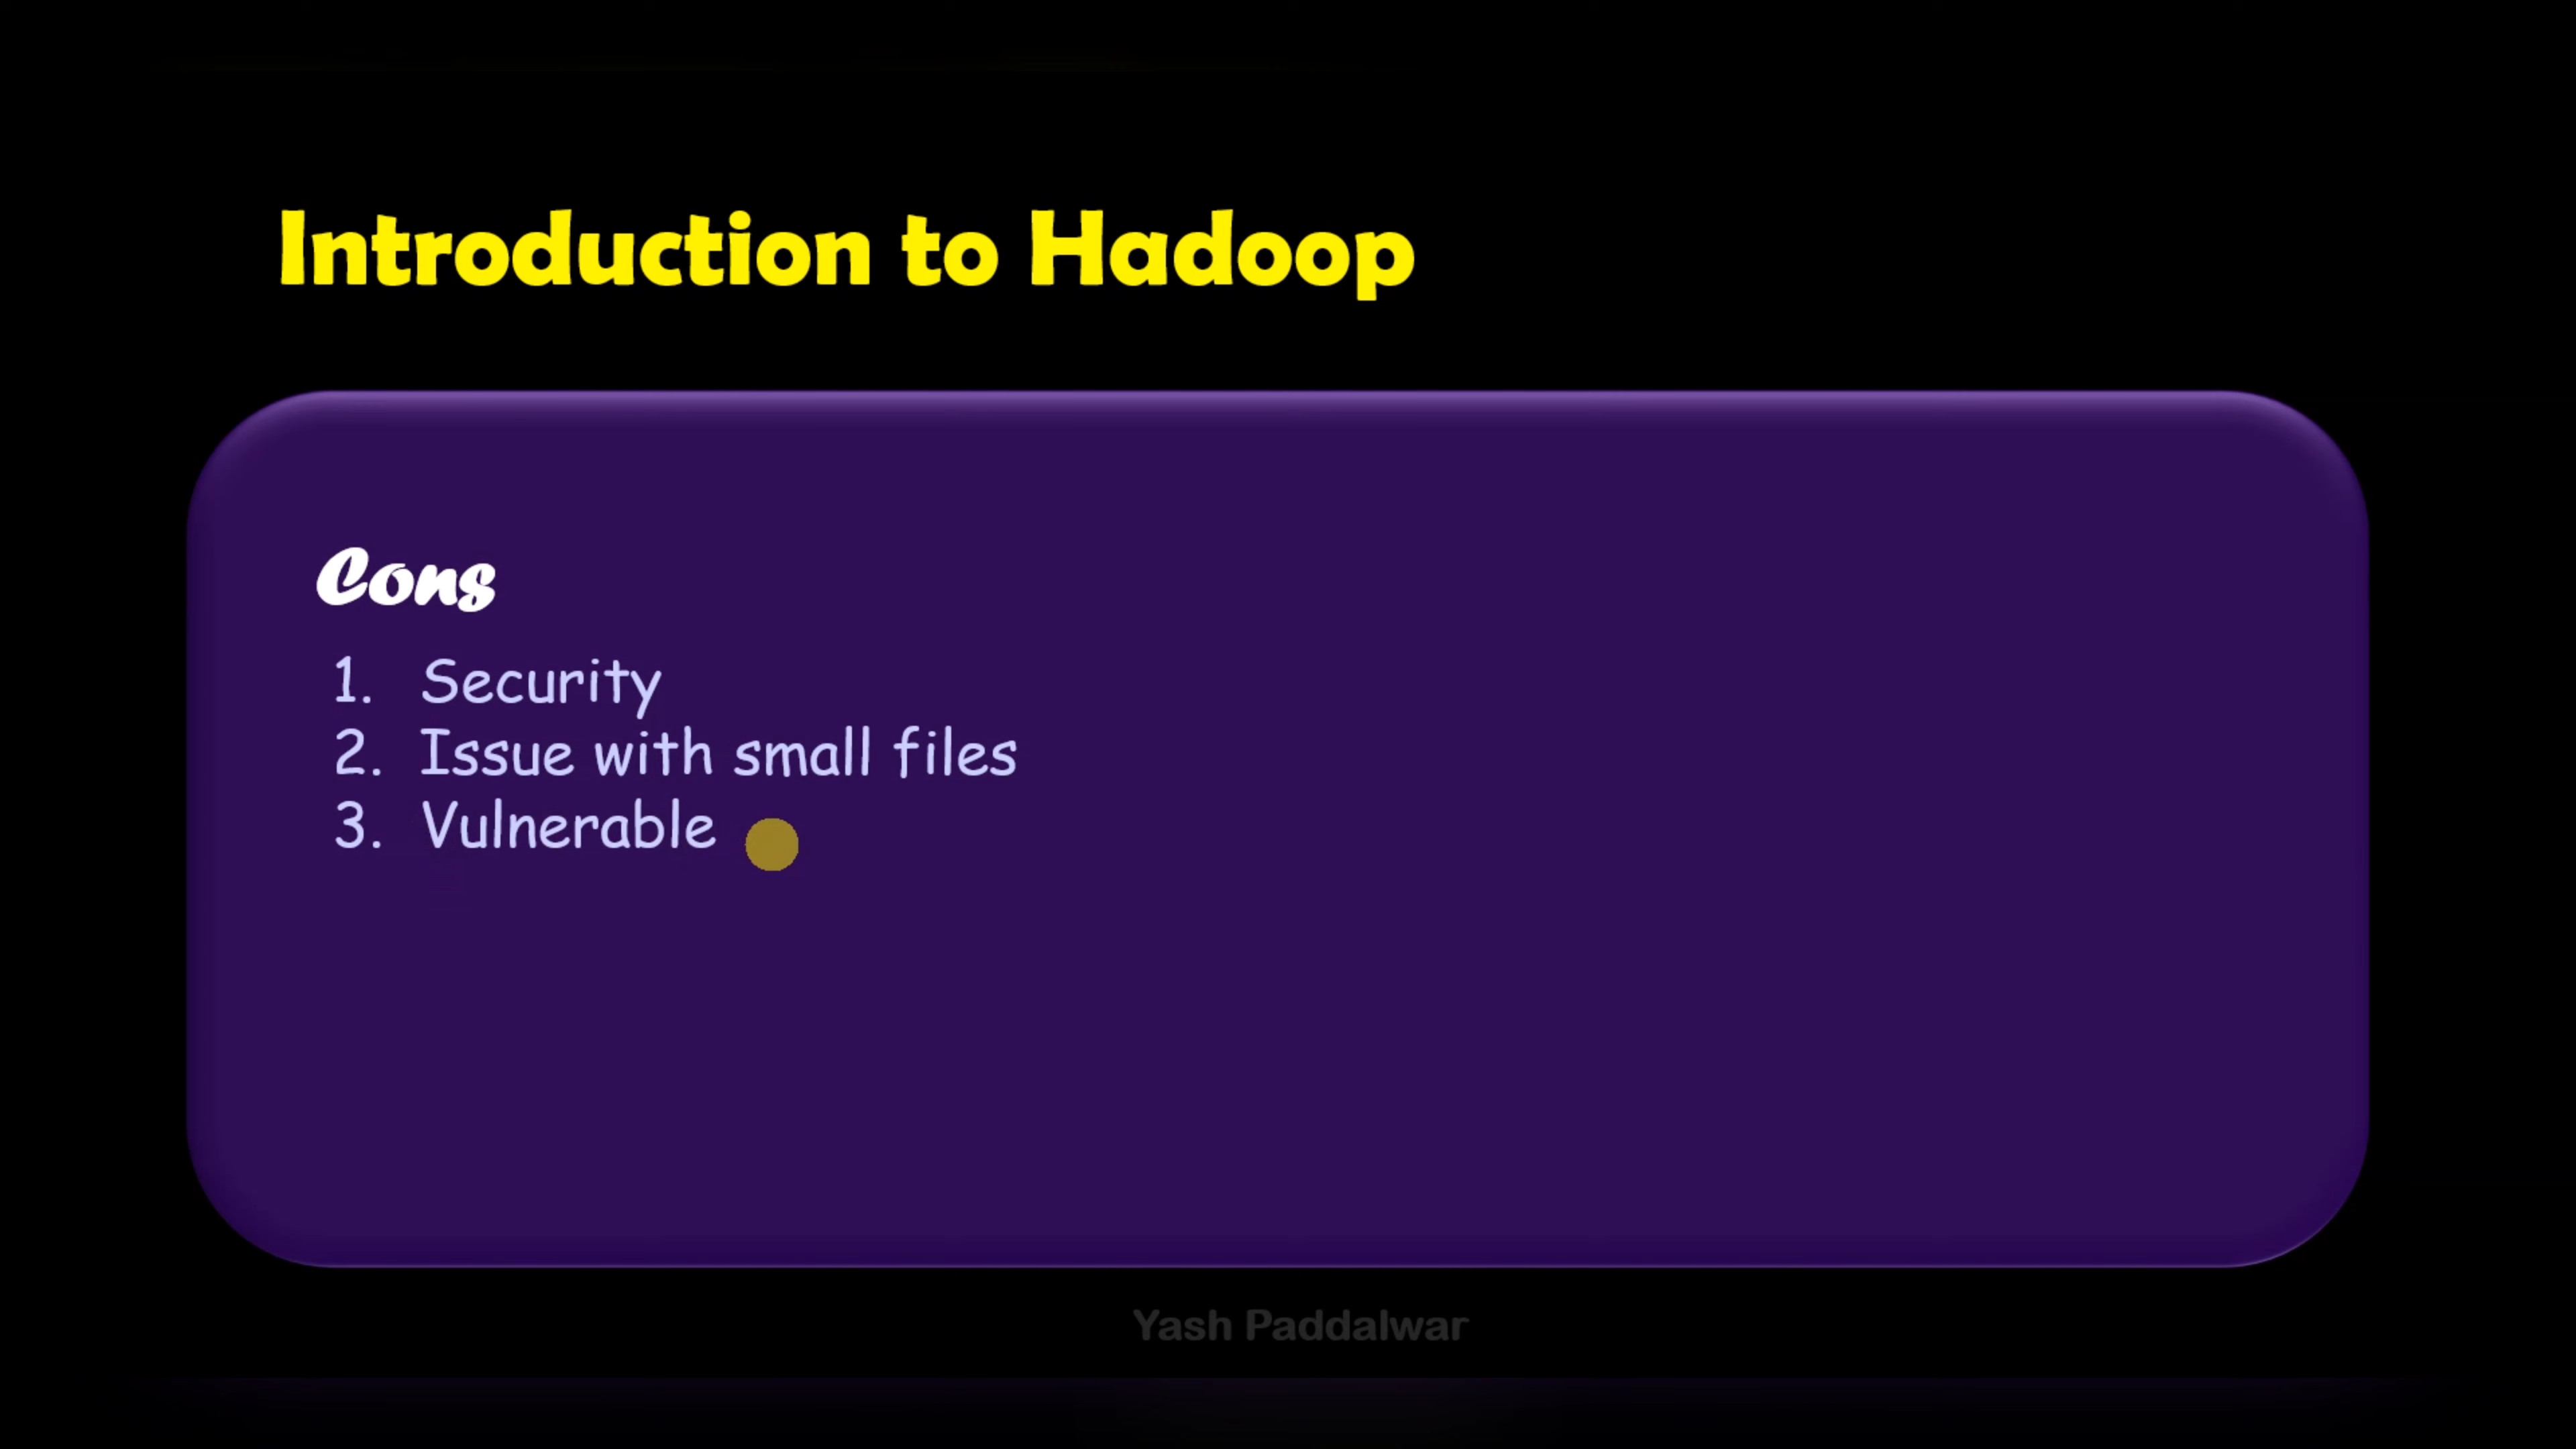 Introduction to Hadoop
Cons
1. Security
2. Issue with small files
3. Vulnerable
Yash Paddalwar